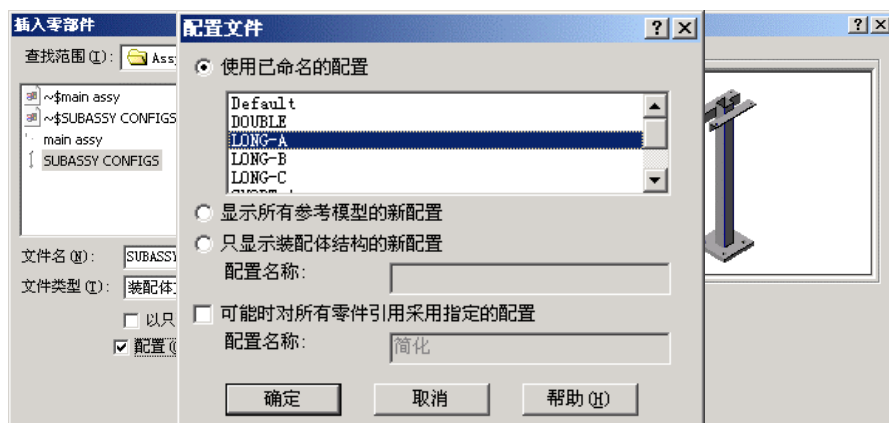 插入零部件
查找范围(I):
Ass
~$main assy
~$SUBASSY CONFIGS
main assy
SUBASSY CONFIGS
文件名(N):
SUBASSY
文件类型(T):
装配体
以只
配置(
配置文件
使用已命名的配置
Default
DOUBLE
LONG-A
LONG-B
LONG-C
显示所有参考模型的新配置
只显示装配体结构的新配置
配置名称:
可能时对所有零件引用采用指定的配置
配置名称:
简化
确定
取消
帮助(H)